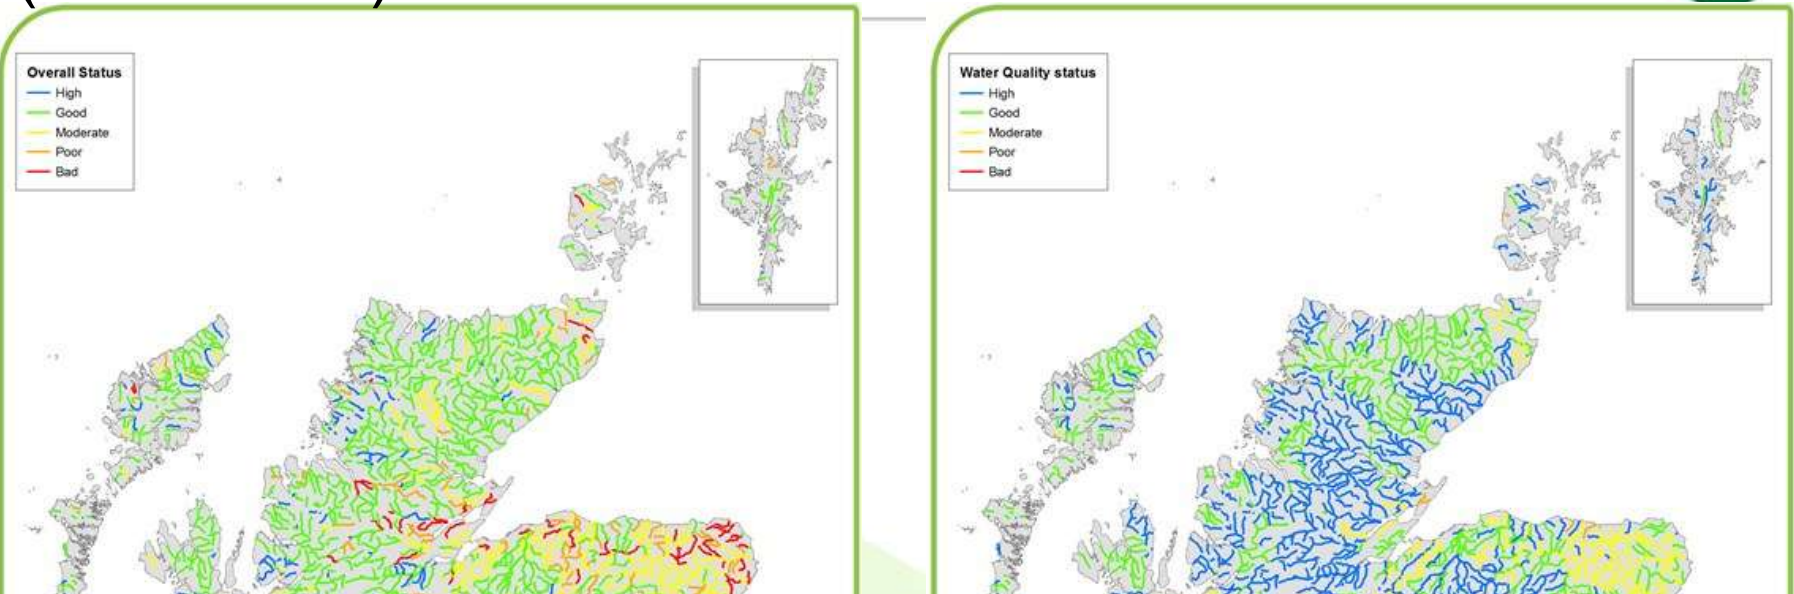 Overall Status
High
Good
Moderate
Poor
Bad
Water Quality status
High
Good
Moderate
Poor
Bad